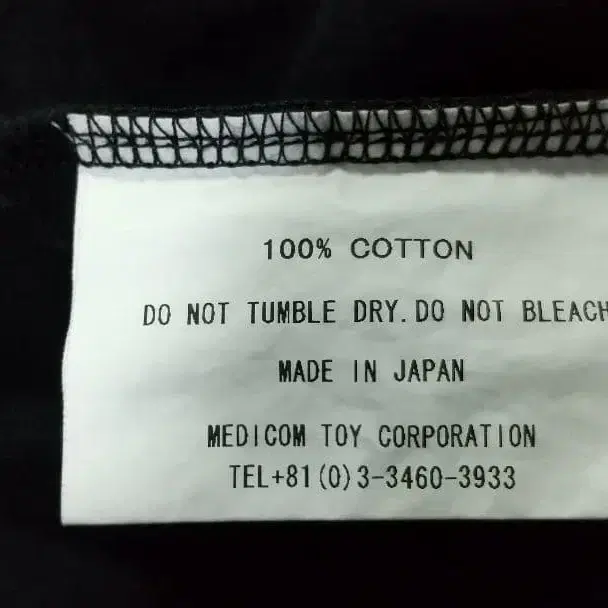 100% COTTON
DO NOT TUMBLE DRY. DO NOT BLEACH
MADE IN JAPAN
MEDICOM TOY CORPORATION
TEL+81(0)3-3460-3933